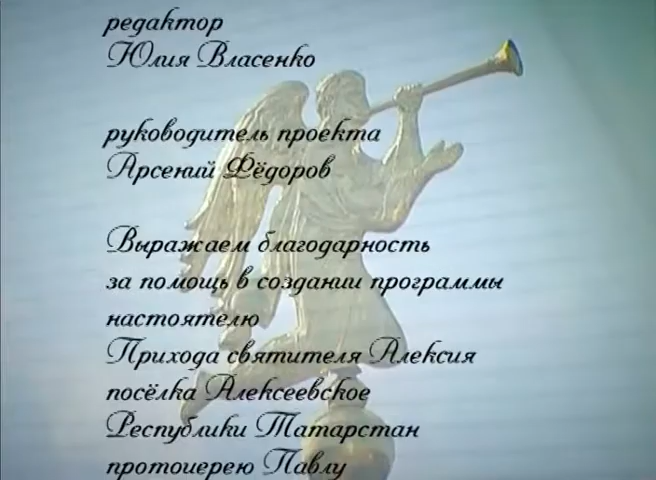 редактор
Юлия Власенко
руководитель проекта
Арсений Фёдоров
Выражаем благодарность
за помощь в создании программы
настоятелю
Прихода святителя Алексия
посёлка Алексеевское
Республики Татарстан
протоиерею Павлу